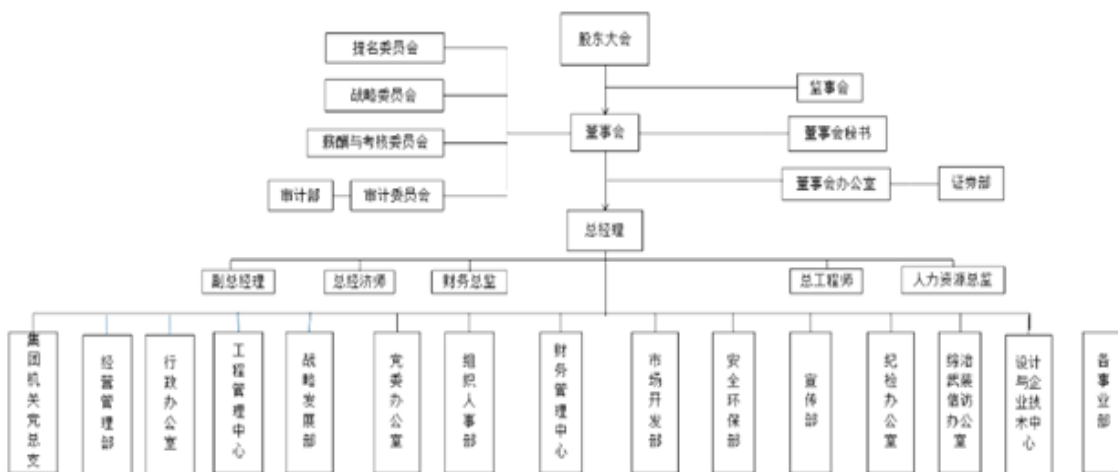 股东大会
提名委员会
监事会
战略委员会
董事会
董事会秘书
薪酬与考核委员会
董事会办公室
证券部
审计部
审计委员会
总经理
副总经理
总经济师
财务总监
总工程师
人力资源总监
集团机关党总支
经营管理部
行政办公室
工程管理中心
战略发展部
党委办公室
组织人事部
财务管理中心
市场开发部
安全环保部
宣传部
纪检办公室
综武信办
治装访公室
设与业术
计企技中心
各事业部